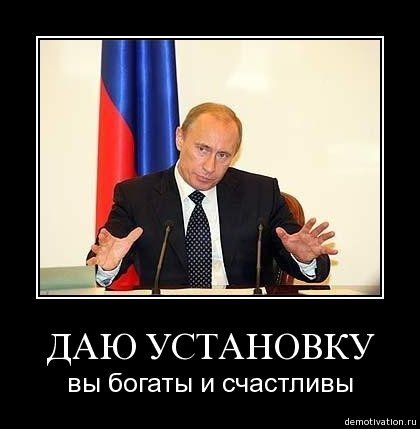 ДАЮ УСТАНОВКУ
вы богаты и счастливы
demotivation.ru